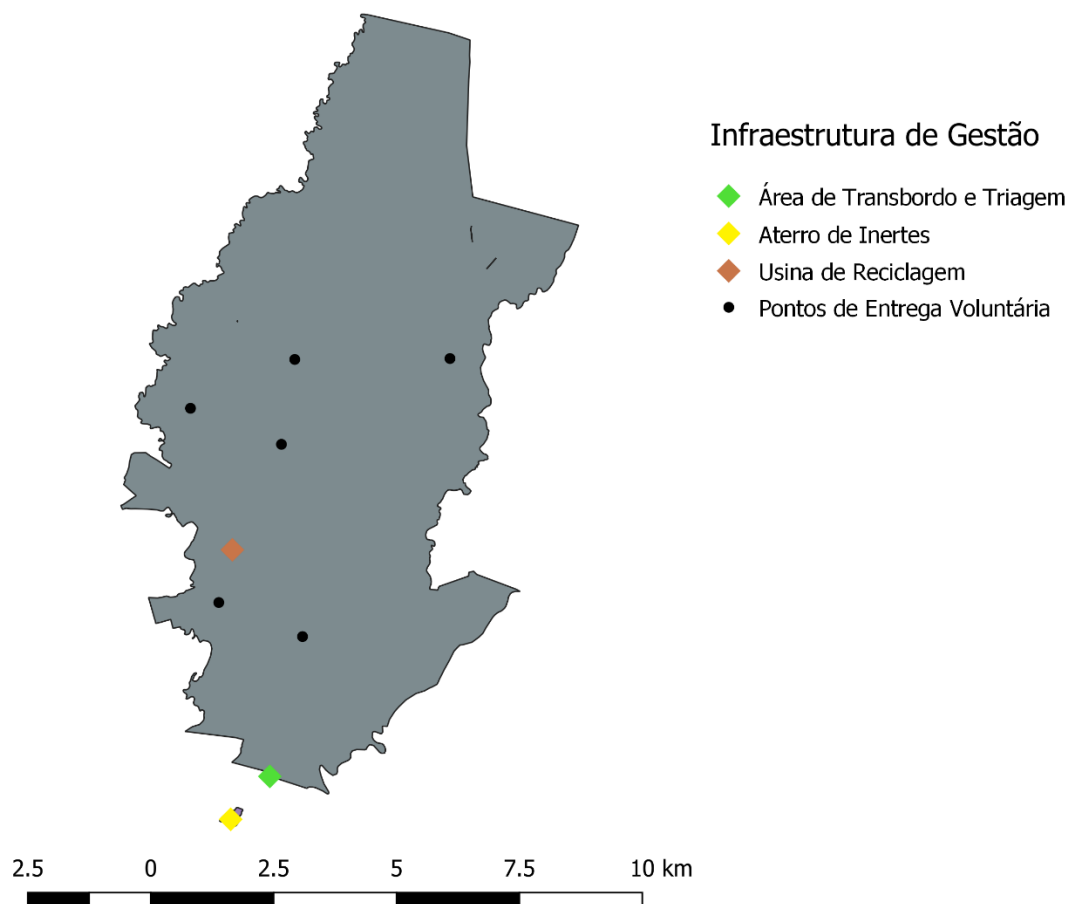 Infraestrutura de Gestão
Área de Transbordo e Triagem
Aterro de Inertes
Usina de Reciclagem
Pontos de Entrega Voluntária
2.5 0 2.5 5 7.5 10 km